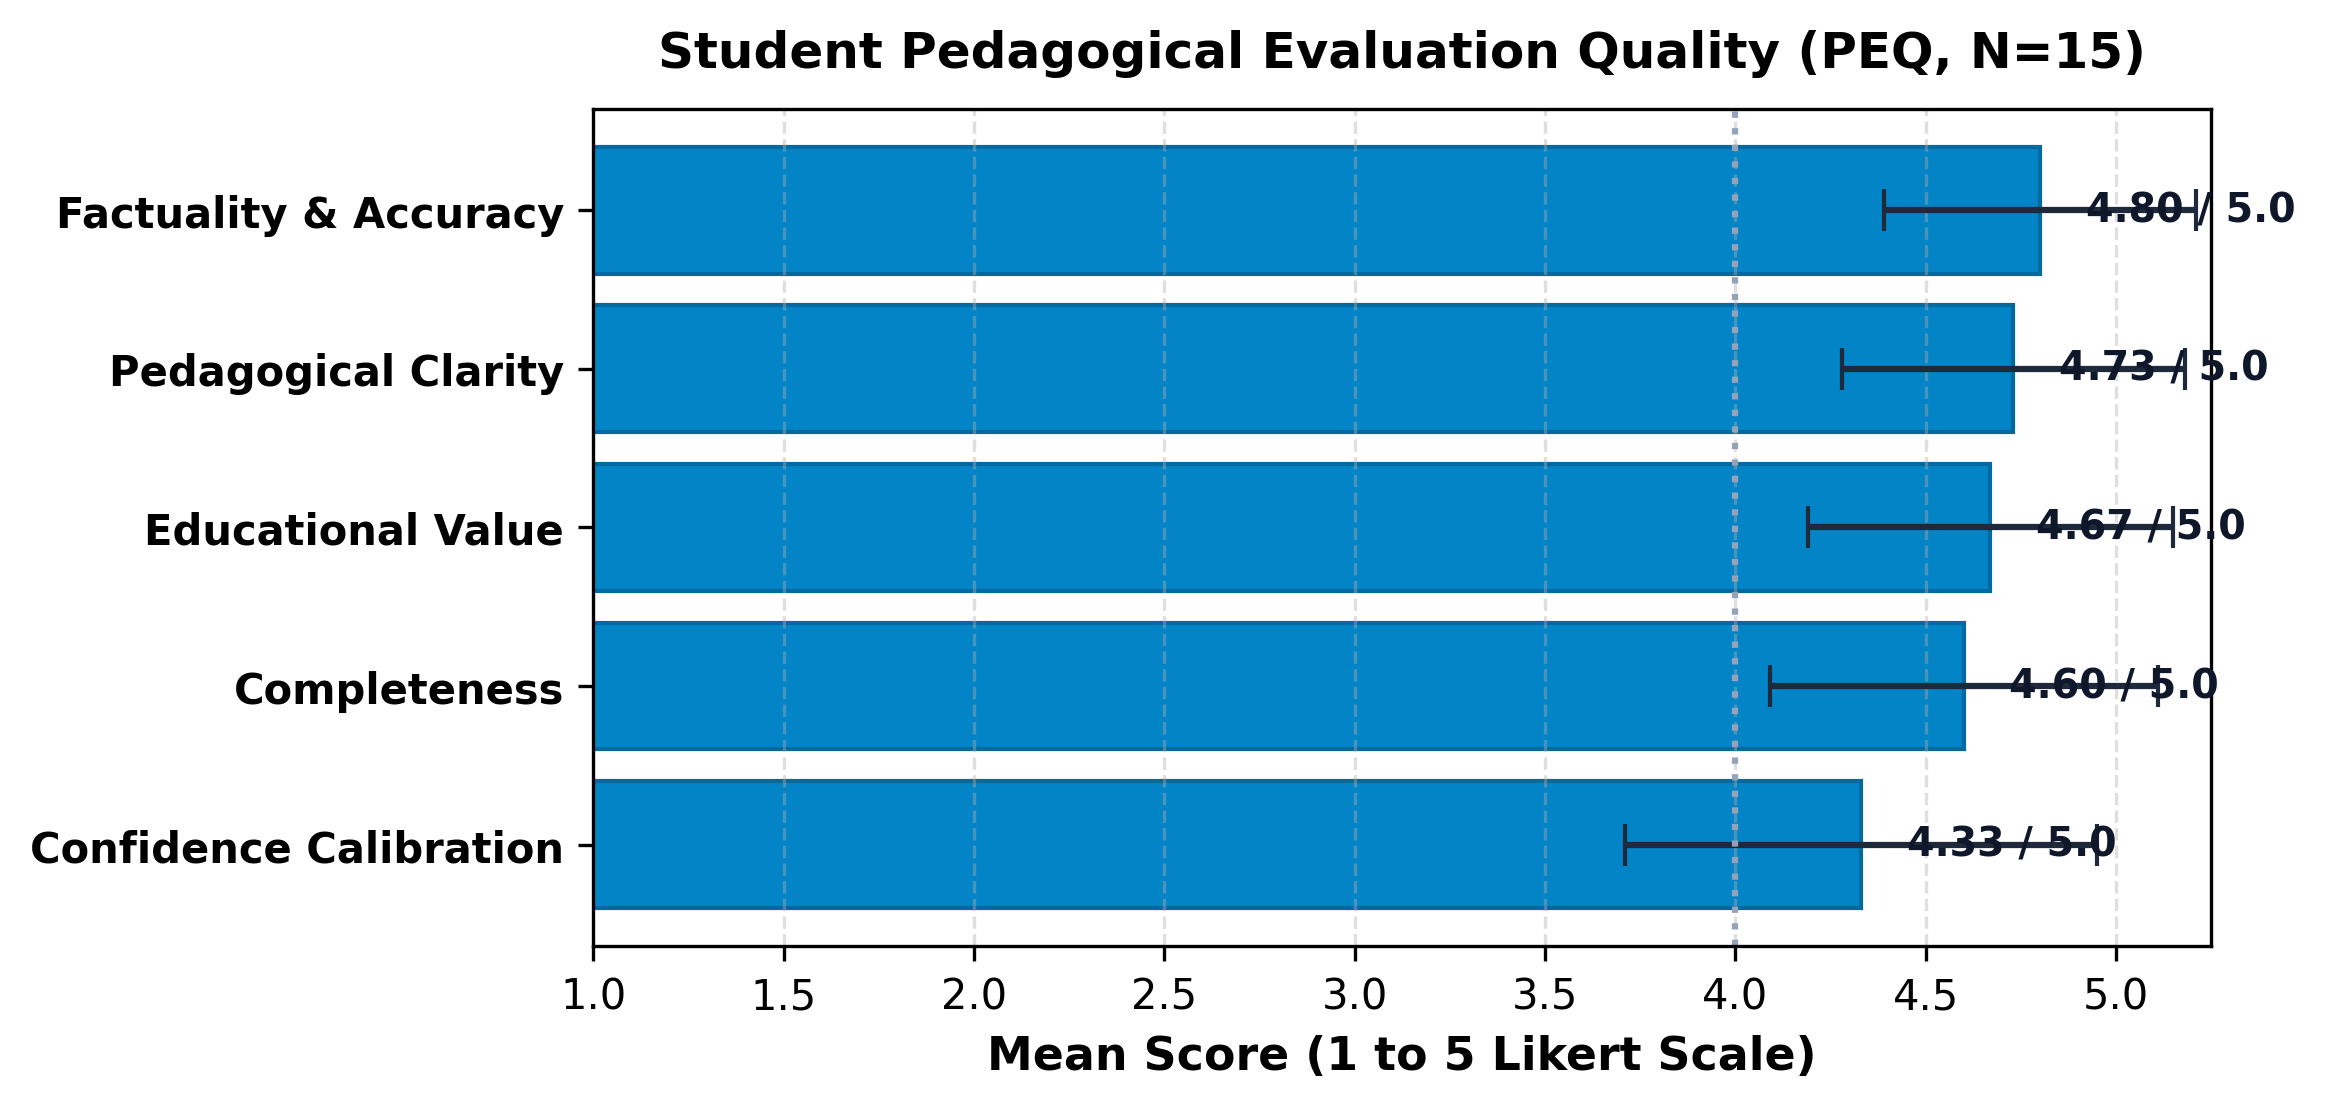 Student Pedagogical Evaluation Quality (PEQ, N=15)
Factuality & Accuracy
4.80 / 5.0
Pedagogical Clarity
4.73 / 5.0
Educational Value
4.67 / 5.0
Completeness
4.60 / 5.0
Confidence Calibration
4.33 / 5.0
1.0 1.5 2.0 2.5 3.0 3.5 4.0 4.5 5.0
Mean Score (1 to 5 Likert Scale)